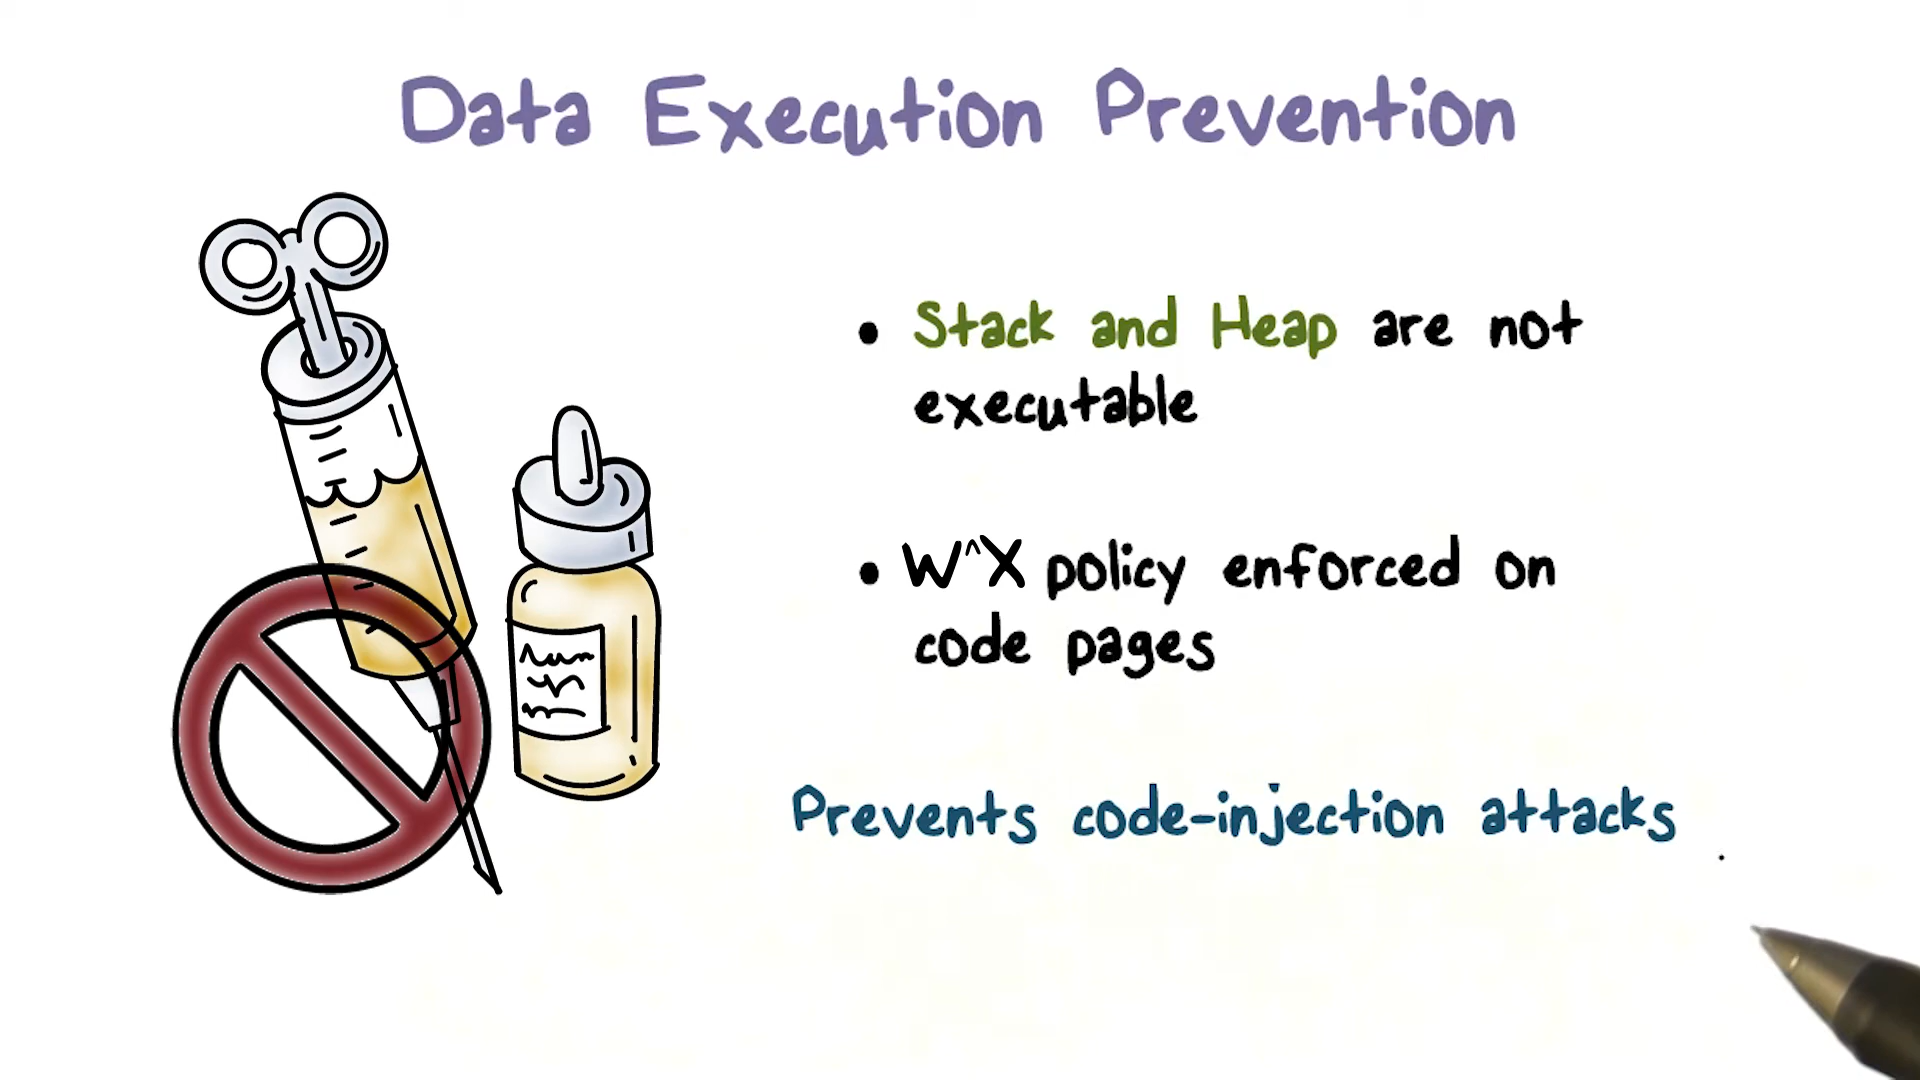 Data Execution Prevention
• Stack and Heap are not
executable
• W^X policy enforced on
code pages
Prevents code-injection attacks